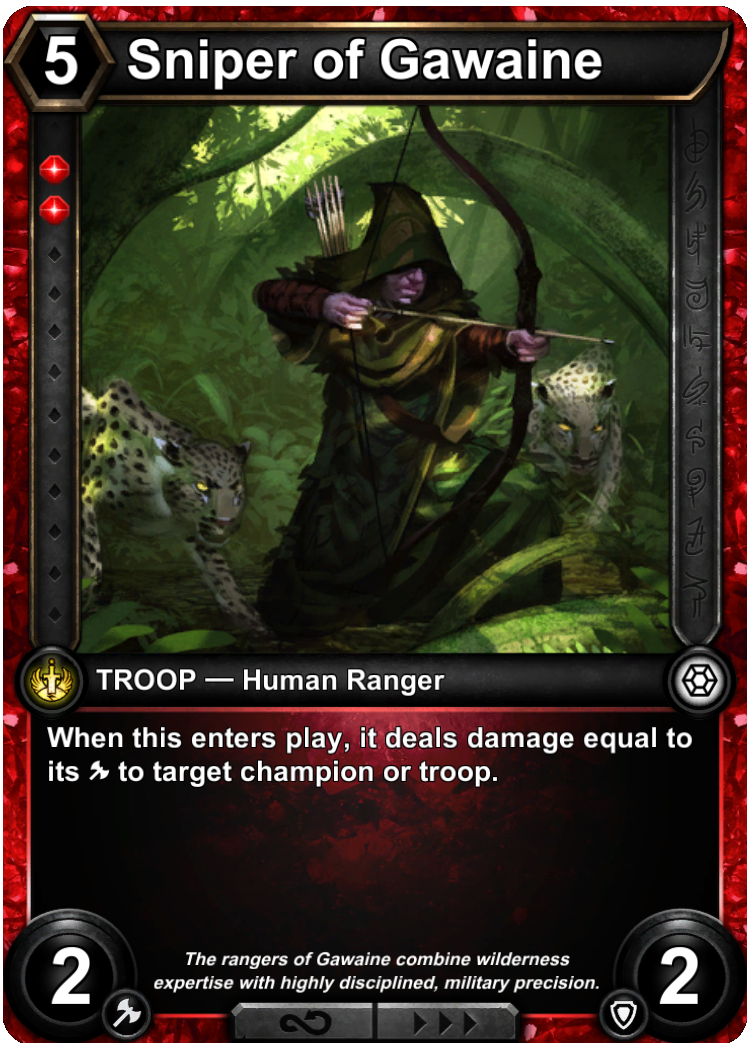 5 Sniper of Gawaine
TROOP — Human Ranger
When this enters play, it deals damage equal to
its to target champion or troop.
The rangers of Gawaine combine wilderness
expertise with highly disciplined, military precision.
2
2